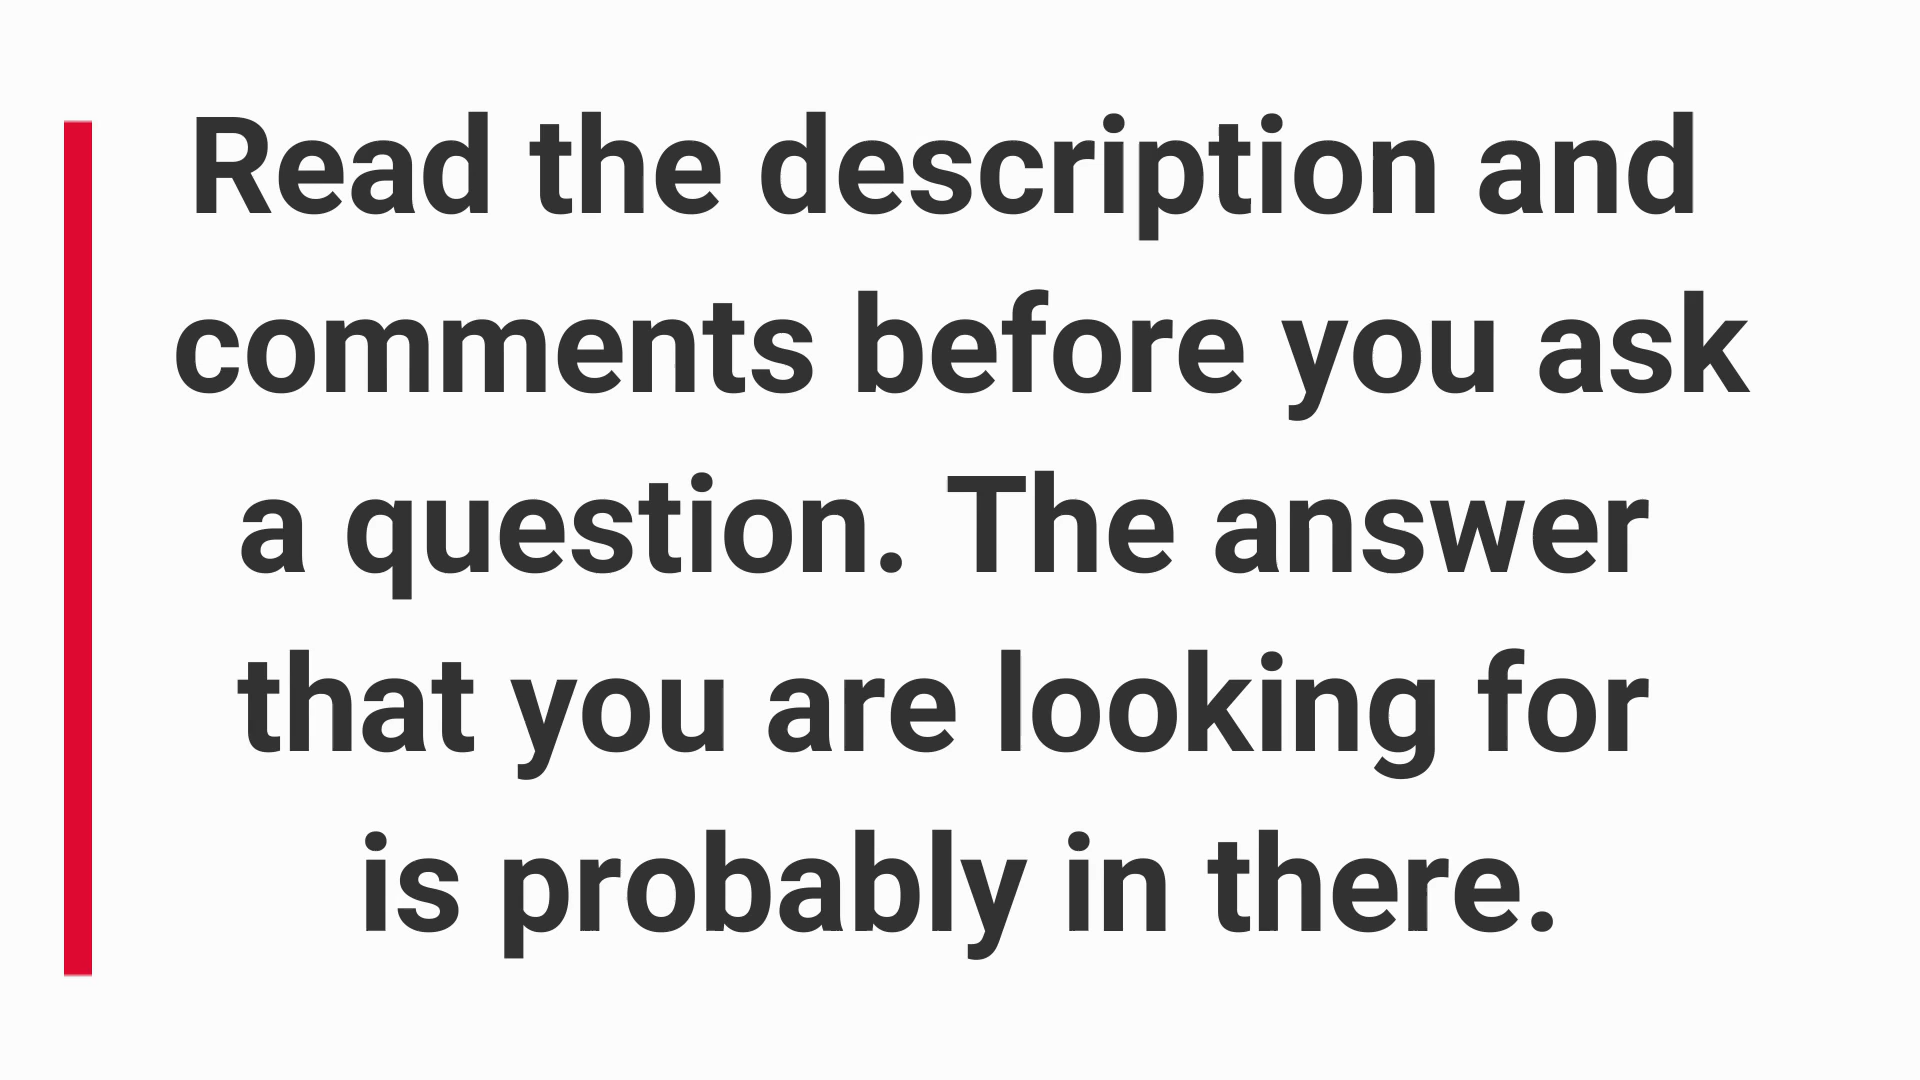 Read the description and
comments before you ask
a question. The answer
that you are looking for
is probably in there.